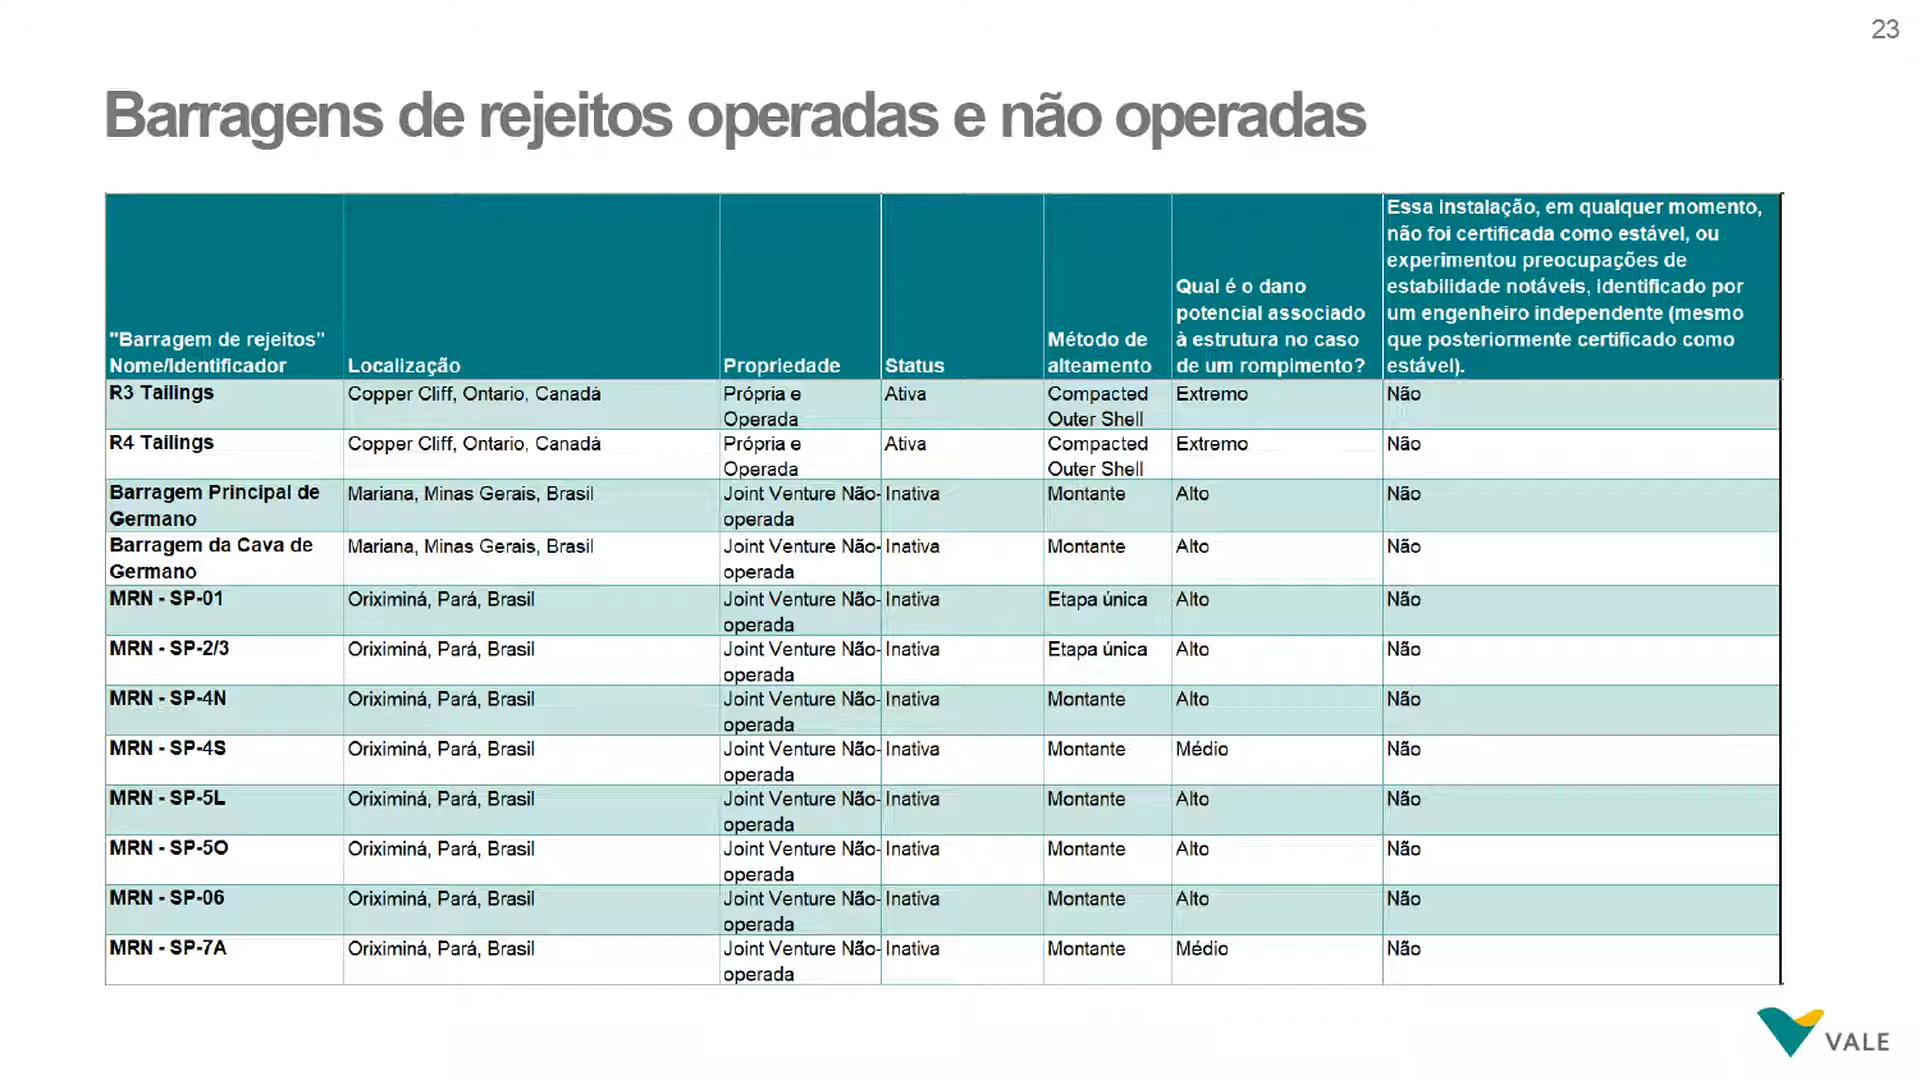 23
Barragens de rejeitos operadas e não operadas
"Barragem de rejeitos"
Nome/Identificador
Localização
Propriedade
Status
Método de
alteamento
Qual é o dano
potencial associado
à estrutura no caso
de um rompimento?
Essa instalação, em qualquer momento,
não foi certificada como estável, ou
experimentou preocupações de
estabilidade notáveis, identificado por
um engenheiro independente (mesmo
que posteriormente certificado como
estável).
R3 Tailings
Copper Cliff, Ontario, Canadá
Própria e
Operada
Ativa
Compacted
Outer Shell
Extremo
Não
R4 Tailings
Copper Cliff, Ontario, Canadá
Própria e
Operada
Ativa
Compacted
Outer Shell
Extremo
Não
Barragem Principal de
Germano
Mariana, Minas Gerais, Brasil
Joint Venture Não-
operada
Inativa
Montante
Alto
Não
Barragem da Cava de
Germano
Mariana, Minas Gerais, Brasil
Joint Venture Não-
operada
Inativa
Montante
Alto
Não
MRN - SP-01
Oriximiná, Pará, Brasil
Joint Venture Não-
operada
Inativa
Etapa única
Alto
Não
MRN - SP-2/3
Oriximiná, Pará, Brasil
Joint Venture Não-
operada
Inativa
Etapa única
Alto
Não
MRN - SP-4N
Oriximiná, Pará, Brasil
Joint Venture Não-
operada
Inativa
Montante
Alto
Não
MRN - SP-4S
Oriximiná, Pará, Brasil
Joint Venture Não-
operada
Inativa
Montante
Médio
Não
MRN - SP-5L
Oriximiná, Pará, Brasil
Joint Venture Não-
operada
Inativa
Montante
Alto
Não
MRN - SP-5O
Oriximiná, Pará, Brasil
Joint Venture Não-
operada
Inativa
Montante
Alto
Não
MRN - SP-06
Oriximiná, Pará, Brasil
Joint Venture Não-
operada
Inativa
Montante
Alto
Não
MRN - SP-7A
Oriximiná, Pará, Brasil
Joint Venture Não-
operada
Inativa
Montante
Médio
Não
VALE